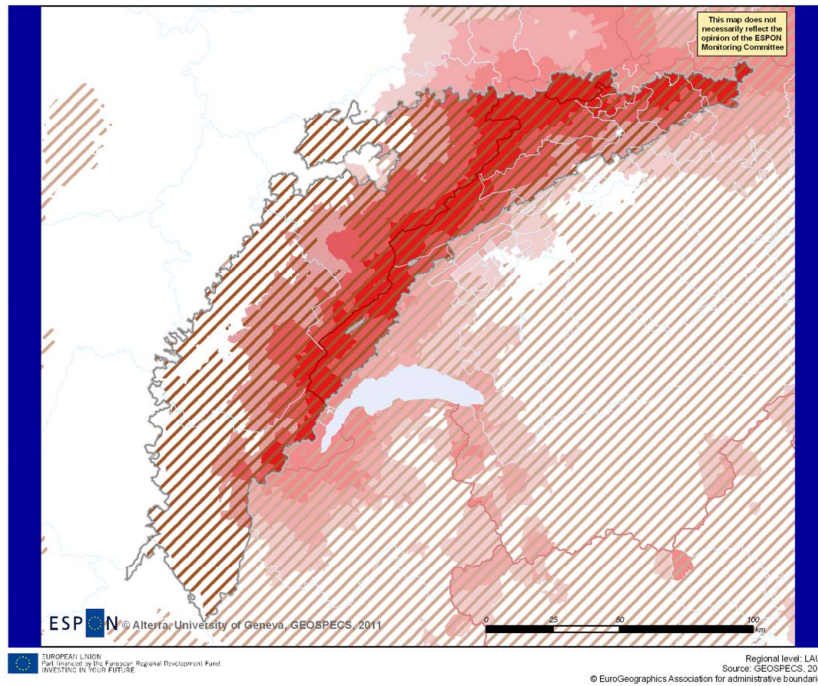 This map does not
necessarily reflect the
opinion of the ESPON
Monitoring Committee
ESPON © Alterra, University of Geneva, GEOSPECS, 2011
0 25 50 100
km
EUROPEAN UNION
Part-financed by the European Regional Development Fund
INVESTING IN YOUR FUTURE
Regional level: LAU
Source: GEOSPECS, 20
© EuroGeographics Association for administrative boundari